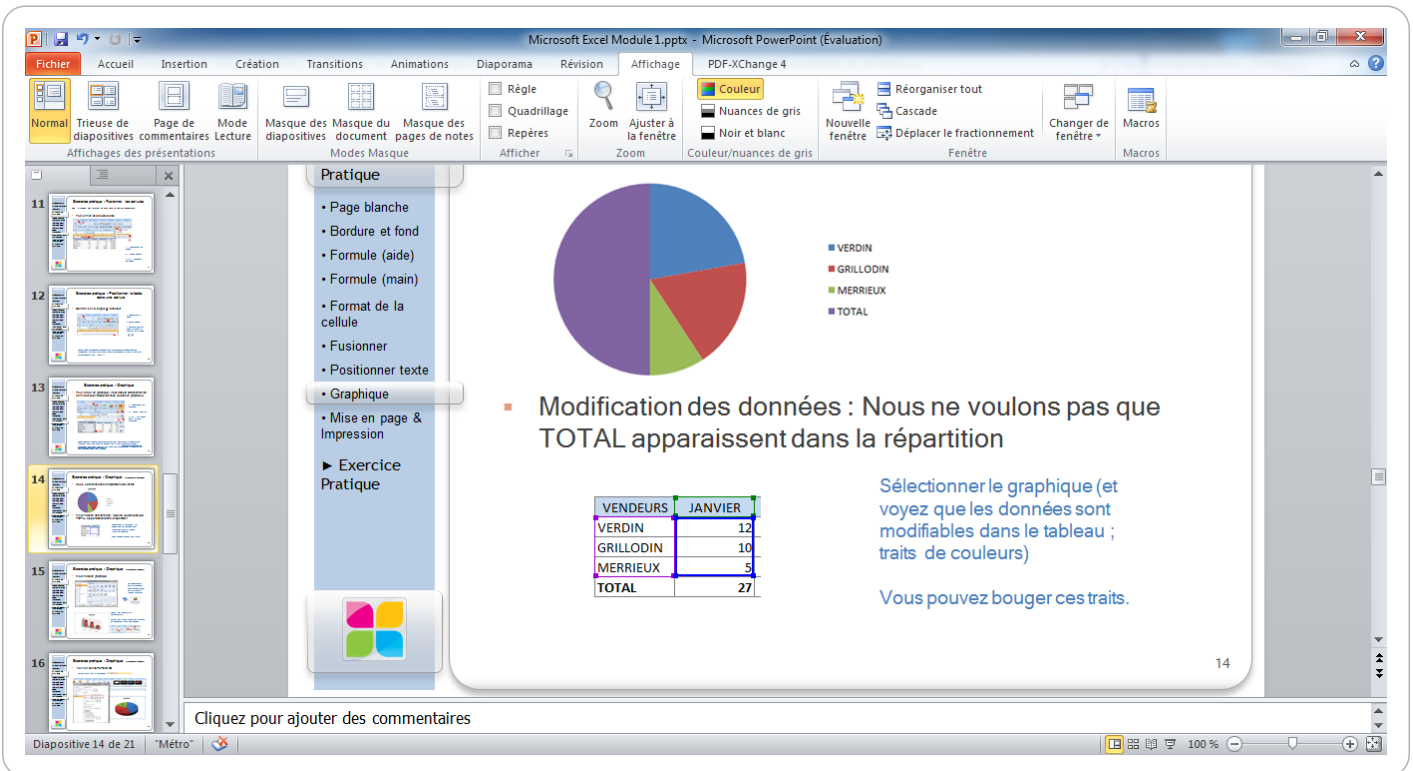 Microsoft Excel Module 1.pptx - Microsoft PowerPoint (Évaluation)
Fichier Accueil Insertion Création Transitions Animations Diaporama Révision Affichage PDF-XChange 4
Normal
Trieuse de diapositives
Page de commentaires
Mode Lecture
Affichages des présentations
Masque des diapositives
Masque du document
Masque des pages de notes
Modes Masque
Règle
Quadrillage
Repères
Afficher
Zoom
Ajuster à la fenêtre
Zoom
Couleur
Nuances de gris
Noir et blanc
Couleur/nuances de gris
Nouvelle fenêtre
Réorganiser tout
Cascade
Déplacer le fractionnement
Changer de fenêtre
Fenêtre
Macros
Macros
11
12
13
14
15
16
Pratique
• Page blanche
• Bordure et fond
• Formule (aide)
• Formule (main)
• Format de la
cellule
• Fusionner
• Positionner texte
• Graphique
• Mise en page &
Impression
► Exercice
Pratique
VERDIN
GRILLODIN
MERRIEUX
TOTAL
Modification des données : Nous ne voulons pas que
TOTAL apparaissent dans la répartition
VENDEURS JANVIER
VERDIN 12
GRILLODIN 10
MERRIEUX 5
TOTAL 27
Sélectionner le graphique (et
voyez que les données sont
modifiables dans le tableau ;
traits de couleurs)
Vous pouvez bouger ces traits.
14
Cliquez pour ajouter des commentaires
Diapositive 14 de 21 "Métro" 100 %